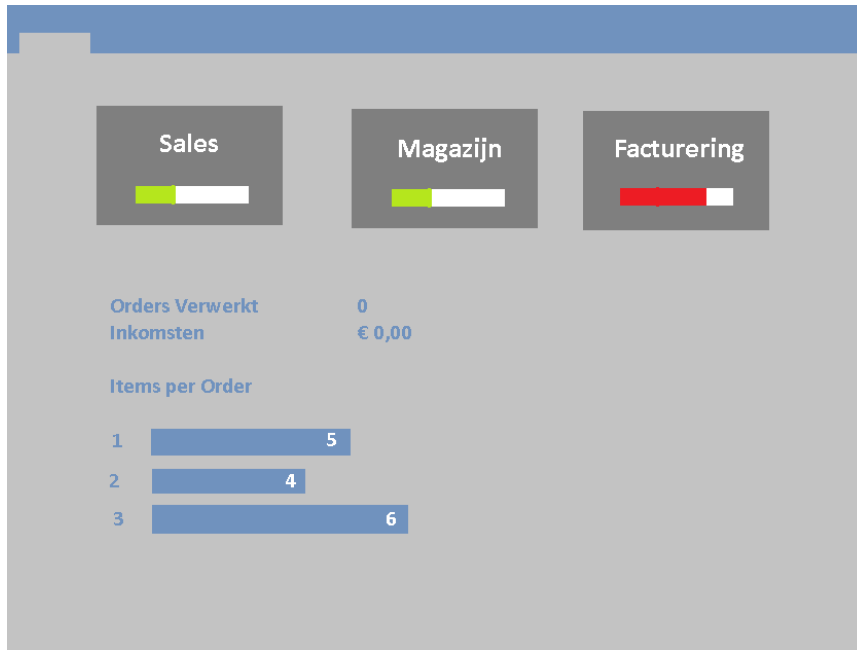 Sales
Magazijn
Facturering
Orders Verwerkt 0
Inkomsten € 0,00
Items per Order
1 5
2 4
3 6